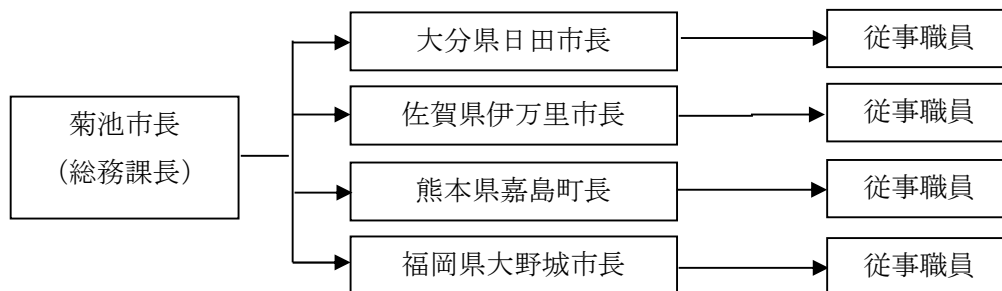 大分県日田市長
従事職員
佐賀県伊万里市長
従事職員
菊池市長
（総務課長）
熊本県嘉島町長
従事職員
福岡県大野城市長
従事職員